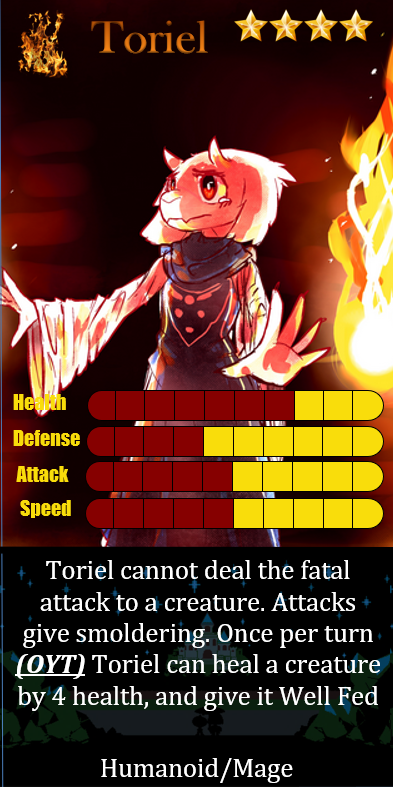 Toriel
Health
Defense
Attack
Speed
Toriel cannot deal the fatal
attack to a creature. Attacks
give smoldering. Once per turn
(OYT) Toriel can heal a creature
by 4 health, and give it Well Fed
Humanoid/Mage